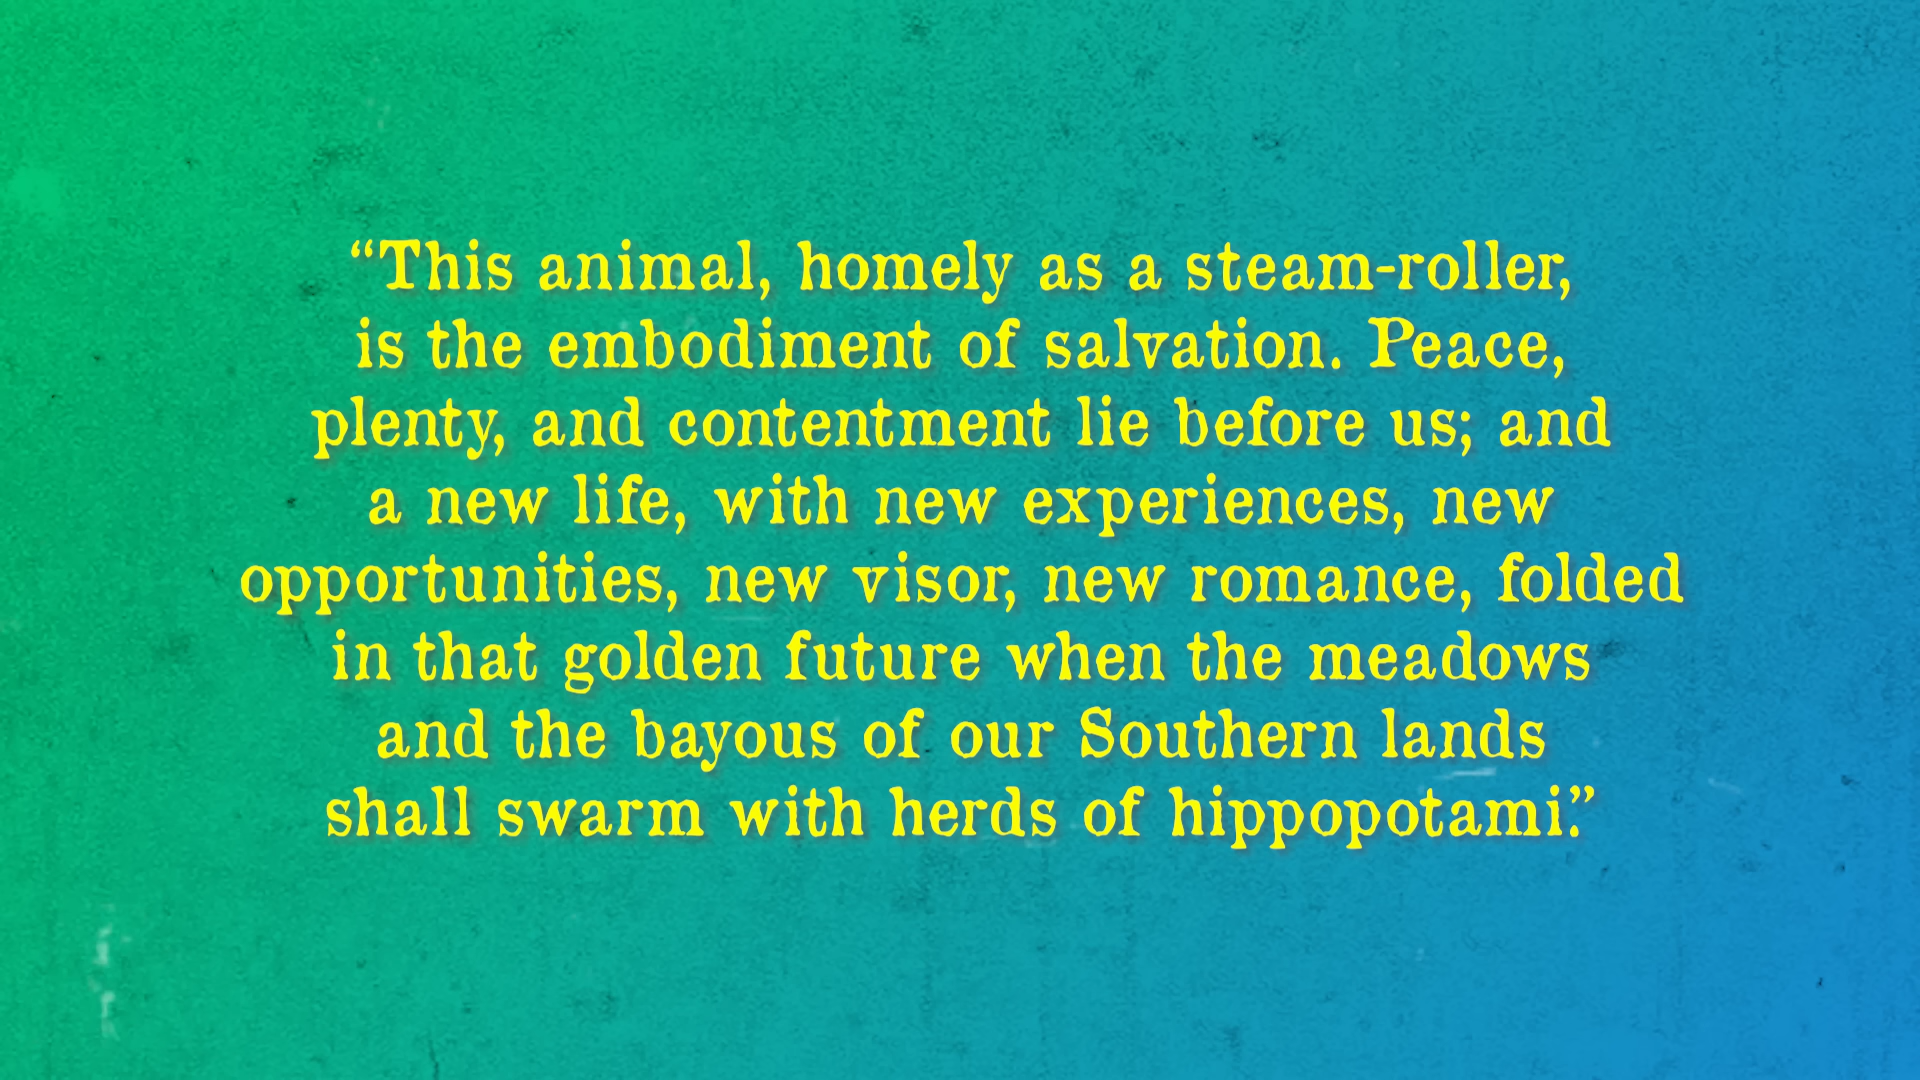 “This animal, homely as a steam-roller,
is the embodiment of salvation. Peace,
plenty, and contentment lie before us; and
a new life, with new experiences, new
opportunities, new visor, new romance, folded
in that golden future when the meadows
and the bayous of our Southern lands
shall swarm with herds of hippopotami.”